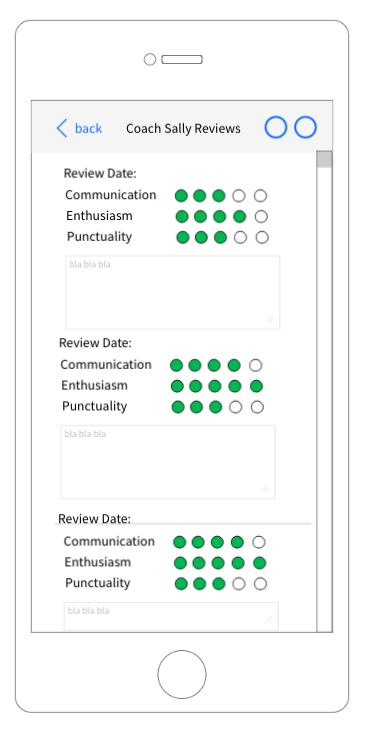 back Coach Sally Reviews
Review Date:
Communication
Enthusiasm
Punctuality
bla bla bla
Review Date:
Communication
Enthusiasm
Punctuality
bla bla bla
Review Date:
Communication
Enthusiasm
Punctuality
bla bla bla